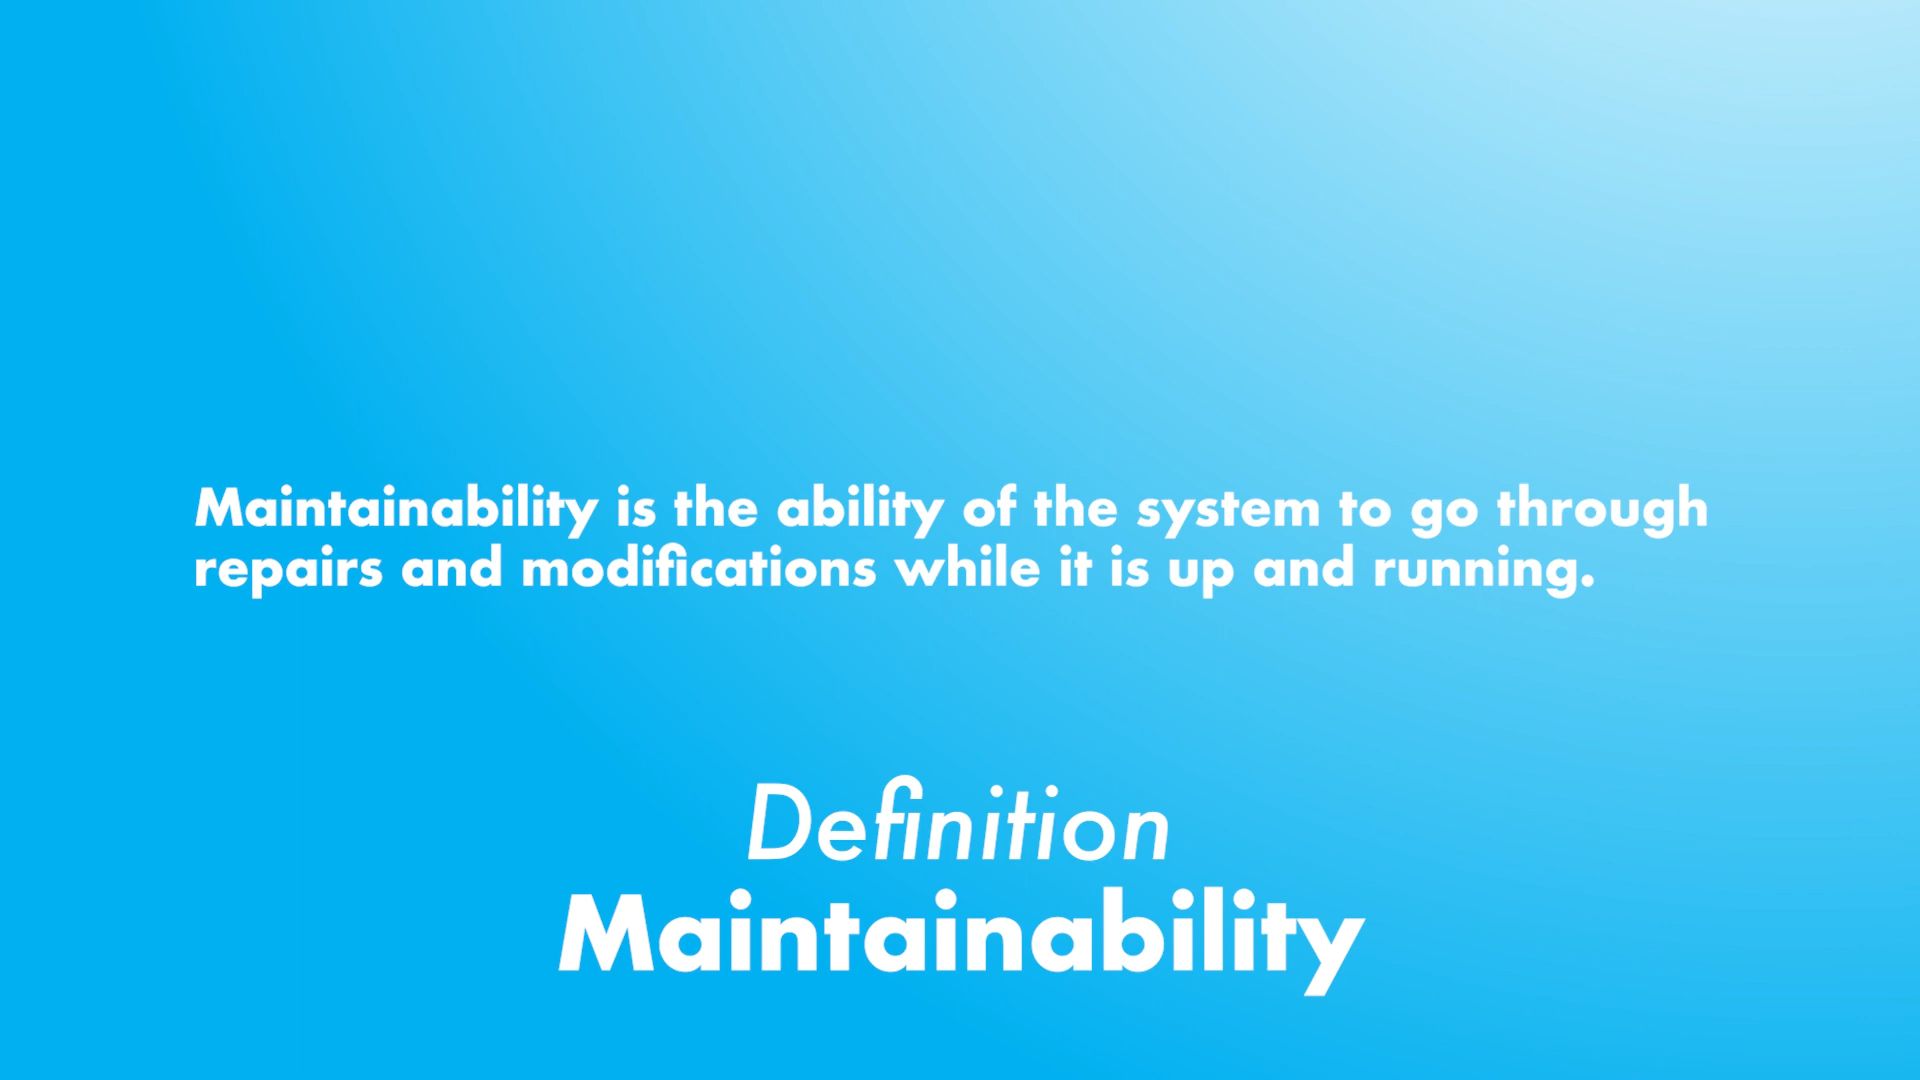 Maintainability is the ability of the system to go through
repairs and modifications while it is up and running.
Definition
Maintainability